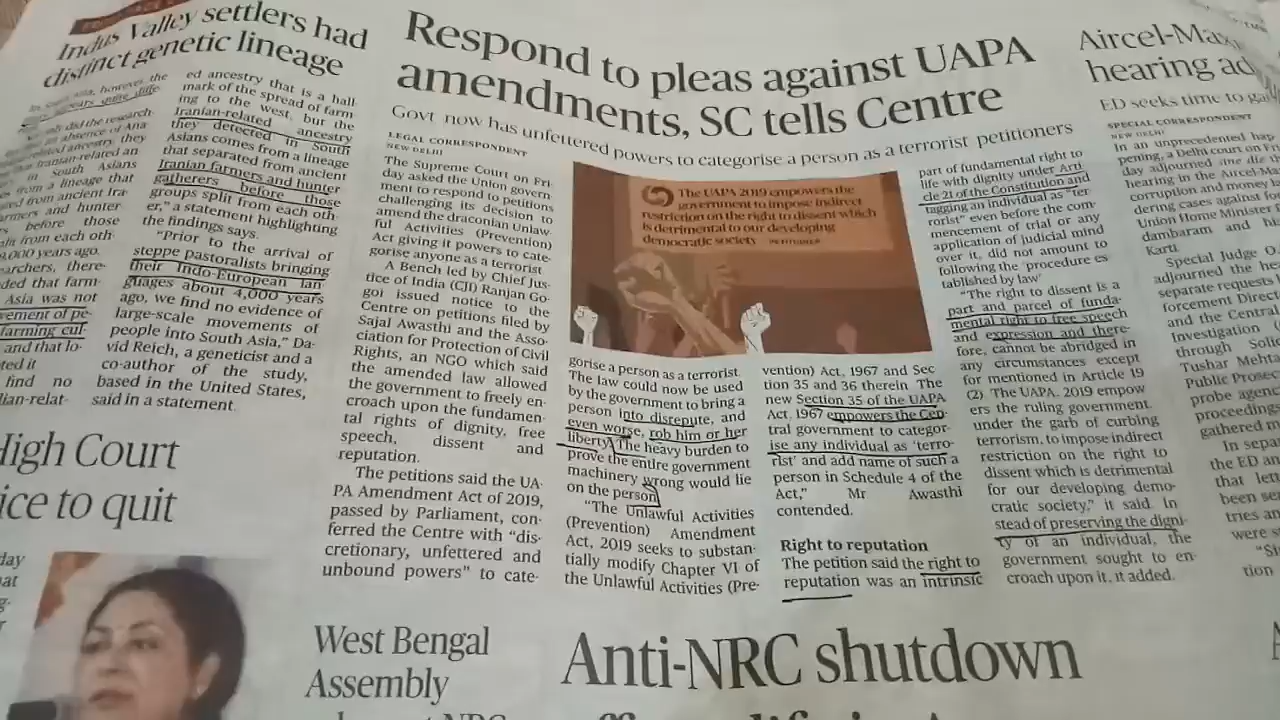 Indus Valley settlers had
distinct genetic lineage
ed ancestry that is a hall-
mark of the spread of farm-
ing to the west, but the
Iranian-related ancestry
they detected in South
Asians comes from a lineage
that separated from ancient
Iranian farmers and hunter
gatherers before those
groups split from each oth-
er," a statement highlighting
the findings says.
"Prior to the arrival of
steppe pastoralists bringing
their Indo-European lan-
guages about 4,000 years
ago, we find no evidence of
large-scale movements of
people into South Asia," Da-
vid Reich, a geneticist and a
co-author of the study,
based in the United States,
said in a statement.
High Court
ice to quit
Respond to pleas against UAPA
amendments, SC tells Centre
Govt now has unfettered powers to categorise a person as a terrorist petitioners
LEGAL CORRESPONDENT
NEW DELHI
The Supreme Court on Fri-
day asked the Union govern-
ment to respond to petitions
challenging its decision to
amend the draconian Unlaw-
ful Activities (Prevention)
Act giving it powers to cate-
gorise anyone as a terrorist
A Bench led by Chief Jus-
tice of India (CJI) Ranjan Go-
goi issued notice to the
Centre on petitions filed by
Sajal Awasthi and the Asso-
ciation for Protection of Civil
Rights, an NGO which said
the amended law allowed
the government to freely en-
croach upon the fundamen-
tal rights of dignity, free
speech, dissent and
reputation.
The petitions said the UA-
PA Amendment Act of 2019,
passed by Parliament, con-
ferred the Centre with "dis-
cretionary, unfettered and
unbound powers" to cate-
The UAPA 2019 empowers the
government to impose indirect
restriction on the right to dissent which
is detrimental to our developing
democratic society
gorise a person as a terrorist.
The law could now be used
by the government to bring a
person into disrepute, and
even worse, rob him or her
liberty. The heavy burden to
prove the entire government
machinery wrong would lie
on the person
"The Unlawful Activities
(Prevention) Amendment
Act, 2019 seeks to substan-
tially modify Chapter VI of
the Unlawful Activities (Pre-
vention) Act, 1967 and Sec
tion 35 and 36 therein. The
new Section 35 of the UAPA
Act, 1967 empowers the Cen-
tral government to categor-
ise any individual as 'terro-
rist' and add name of such a
person in Schedule 4 of the
Act," Mr Awasthi
contended.
Right to reputation
The petition said the right to
reputation was an intrinsic
part of fundamental right to
life with dignity under Arti-
cle 21 of the Constitution and
tagging an individual as "ter-
rorist" even before the com-
mencement of trial or any
application of judicial mind
over it, did not amount to
following the 'procedure es
tablished by law'
"The right to dissent is a
part and parcel of funda-
mental right to free speech
and expression and there-
fore, cannot be abridged in
any circumstances except
for mentioned in Article 19
(2). The UAPA, 2019 empow-
ers the ruling government.
under the garb of curbing
terrorism, to impose indirect
restriction on the right to
dissent which is detrimental
for our developing demo-
cratic society," it said. In
stead of preserving the digni-
ty of an individual, the
government sought to en-
croach upon it, it added.
West Bengal
Assembly
Anti-NRC shutdown
Aircel-Max
hearing ad
ED seeks time to
SPECIAL CORRESPONDENT
NEW DELHI
In an unprecedented hap
pening, a Delhi court on Fri
day adjourned sine die the
hearing in the Aircel-Ma
corruption and money
dering cases against fo
Union Home Minister
dambaram and hi
Karti.
Special Judge O
adjourned the hea
separate requests
forcement Direct
and the Central
Investigation
through Solic
Tushar Mehta
Public Prosec
probe agen
proceeding
gathered m
In sepa
the ED an
that lett
been se
tries an
were s
"Si
tion